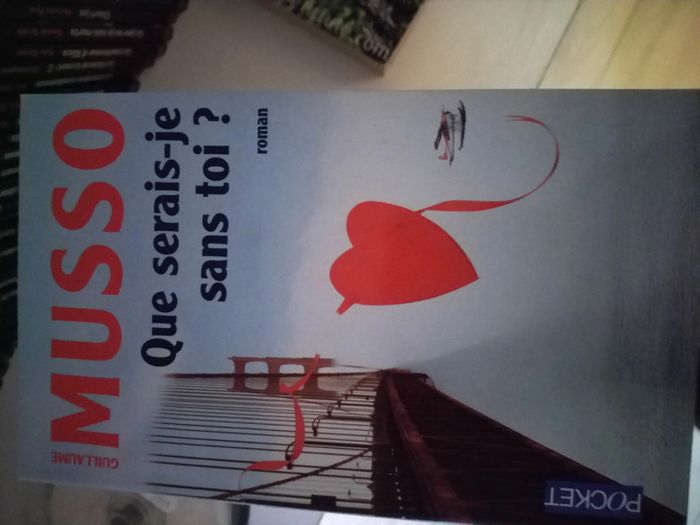 GUILLAUME
MUSSO
Que serais-je
sans toi ?
roman
POCKET